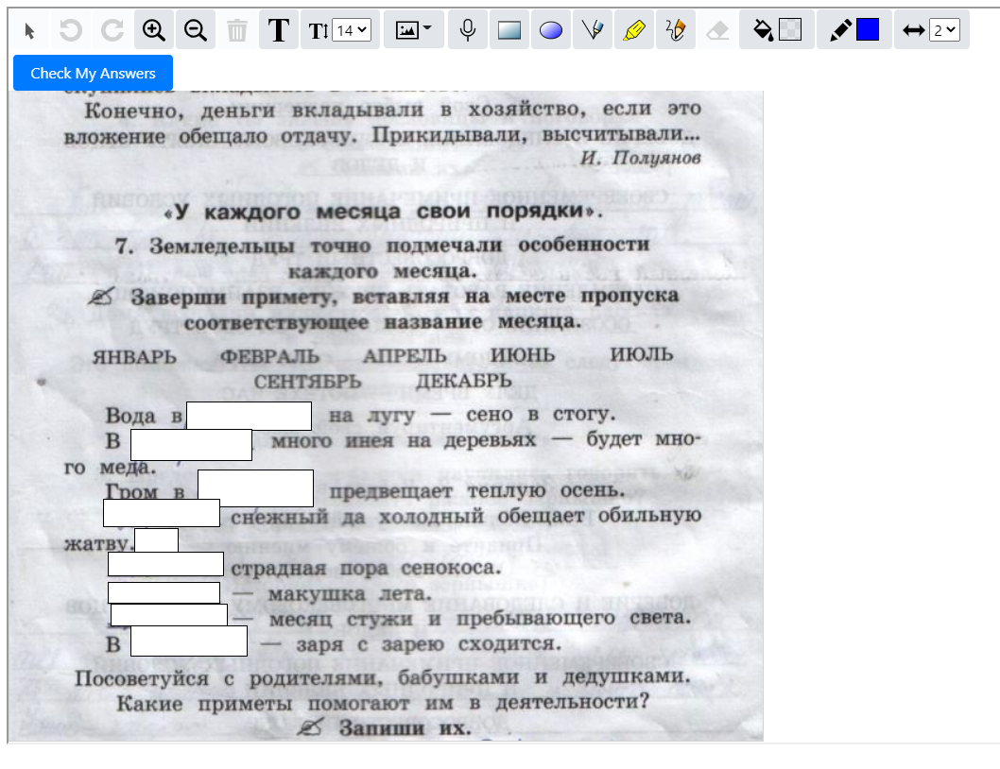 T T 14 2
Check My Answers
Конечно, деньги вкладывали в хозяйство, если это
вложение обещало отдачу. Прикидывали, высчитывали...
И. Полуянов
«У каждого месяца свои порядки».
7. Земледельцы точно подмечали особенности
каждого месяца.
Заверши примету, вставляя на месте пропуска
соответствующее название месяца.
ЯНВАРЬ ФЕВРАЛЬ АПРЕЛЬ ИЮНЬ ИЮЛЬ
СЕНТЯБРЬ ДЕКАБРЬ
Вода в на лугу — сено в стогу.
В много инея на деревьях — будет мно-
го меда.
Гром в предвещает теплую осень.
снежный да холодный обещает обильную
жатву.
страдная пора сенокоса.
— макушка лета.
— месяц стужи и пребывающего света.
В — заря с зарею сходится.
Посоветуйся с родителями, бабушками и дедушками.
Какие приметы помогают им в деятельности?
Запиши их.